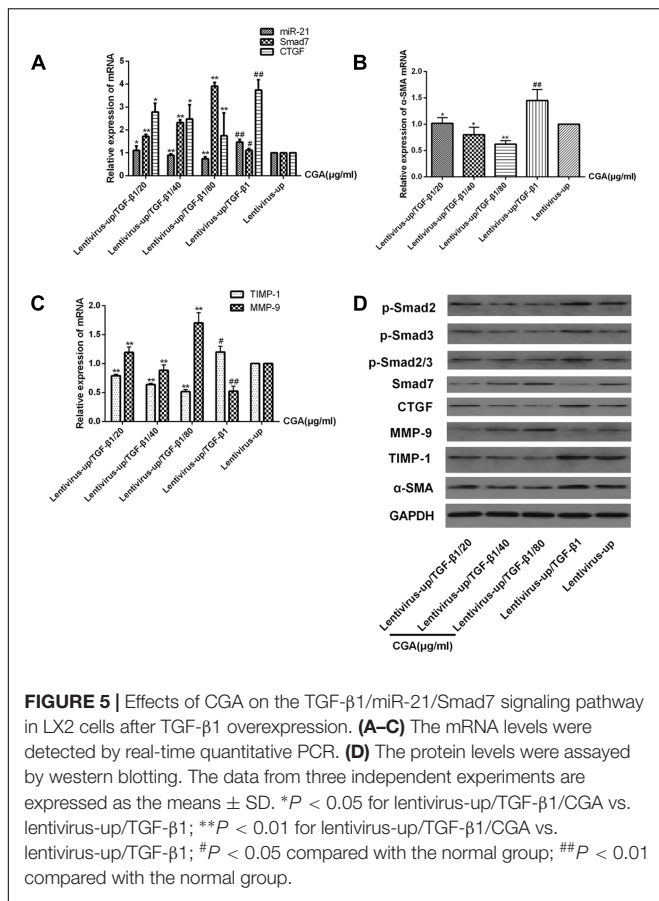 A
miR-21
Smad7
CTGF
Relative expression of mRNA
5
4
3
2
1
0
*
**
*
**
**
*
**
**
**
##
#
##
CGA(μg/ml)
Lentivirus-up/TGF-β1/20
Lentivirus-up/TGF-β1/40
Lentivirus-up/TGF-β1/80
Lentivirus-up/TGF-β1
Lentivirus-up
B
Relative expression of α-SMA mRNA
2.0
1.5
1.0
0.5
0.0
*
*
**
##
CGA(μg/ml)
Lentivirus-up/TGF-β1/20
Lentivirus-up/TGF-β1/40
Lentivirus-up/TGF-β1/80
Lentivirus-up/TGF-β1
Lentivirus-up
C
TIMP-1
MMP-9
Relative expression of mRNA
2.0
1.5
1.0
0.5
0.0
**
**
**
**
**
**
#
##
CGA(μg/ml)
Lentivirus-up/TGF-β1/20
Lentivirus-up/TGF-β1/40
Lentivirus-up/TGF-β1/80
Lentivirus-up/TGF-β1
Lentivirus-up
D
p-Smad2
p-Smad3
p-Smad2/3
Smad7
CTGF
MMP-9
TIMP-1
α-SMA
GAPDH
Lentivirus-up/TGF-β1/20
Lentivirus-up/TGF-β1/40
Lentivirus-up/TGF-β1/80
Lentivirus-up/TGF-β1
Lentivirus-up
CGA(μg/ml)
FIGURE 5 | Effects of CGA on the TGF-β1/miR-21/Smad7 signaling pathway
in LX2 cells after TGF-β1 overexpression. (A–C) The mRNA levels were
detected by real-time quantitative PCR. (D) The protein levels were assayed
by western blotting. The data from three independent experiments are
expressed as the means ± SD. *P < 0.05 for lentivirus-up/TGF-β1/CGA vs.
lentivirus-up/TGF-β1; **P < 0.01 for lentivirus-up/TGF-β1/CGA vs.
lentivirus-up/TGF-β1; #P < 0.05 compared with the normal group; ##P < 0.01
compared with the normal group.